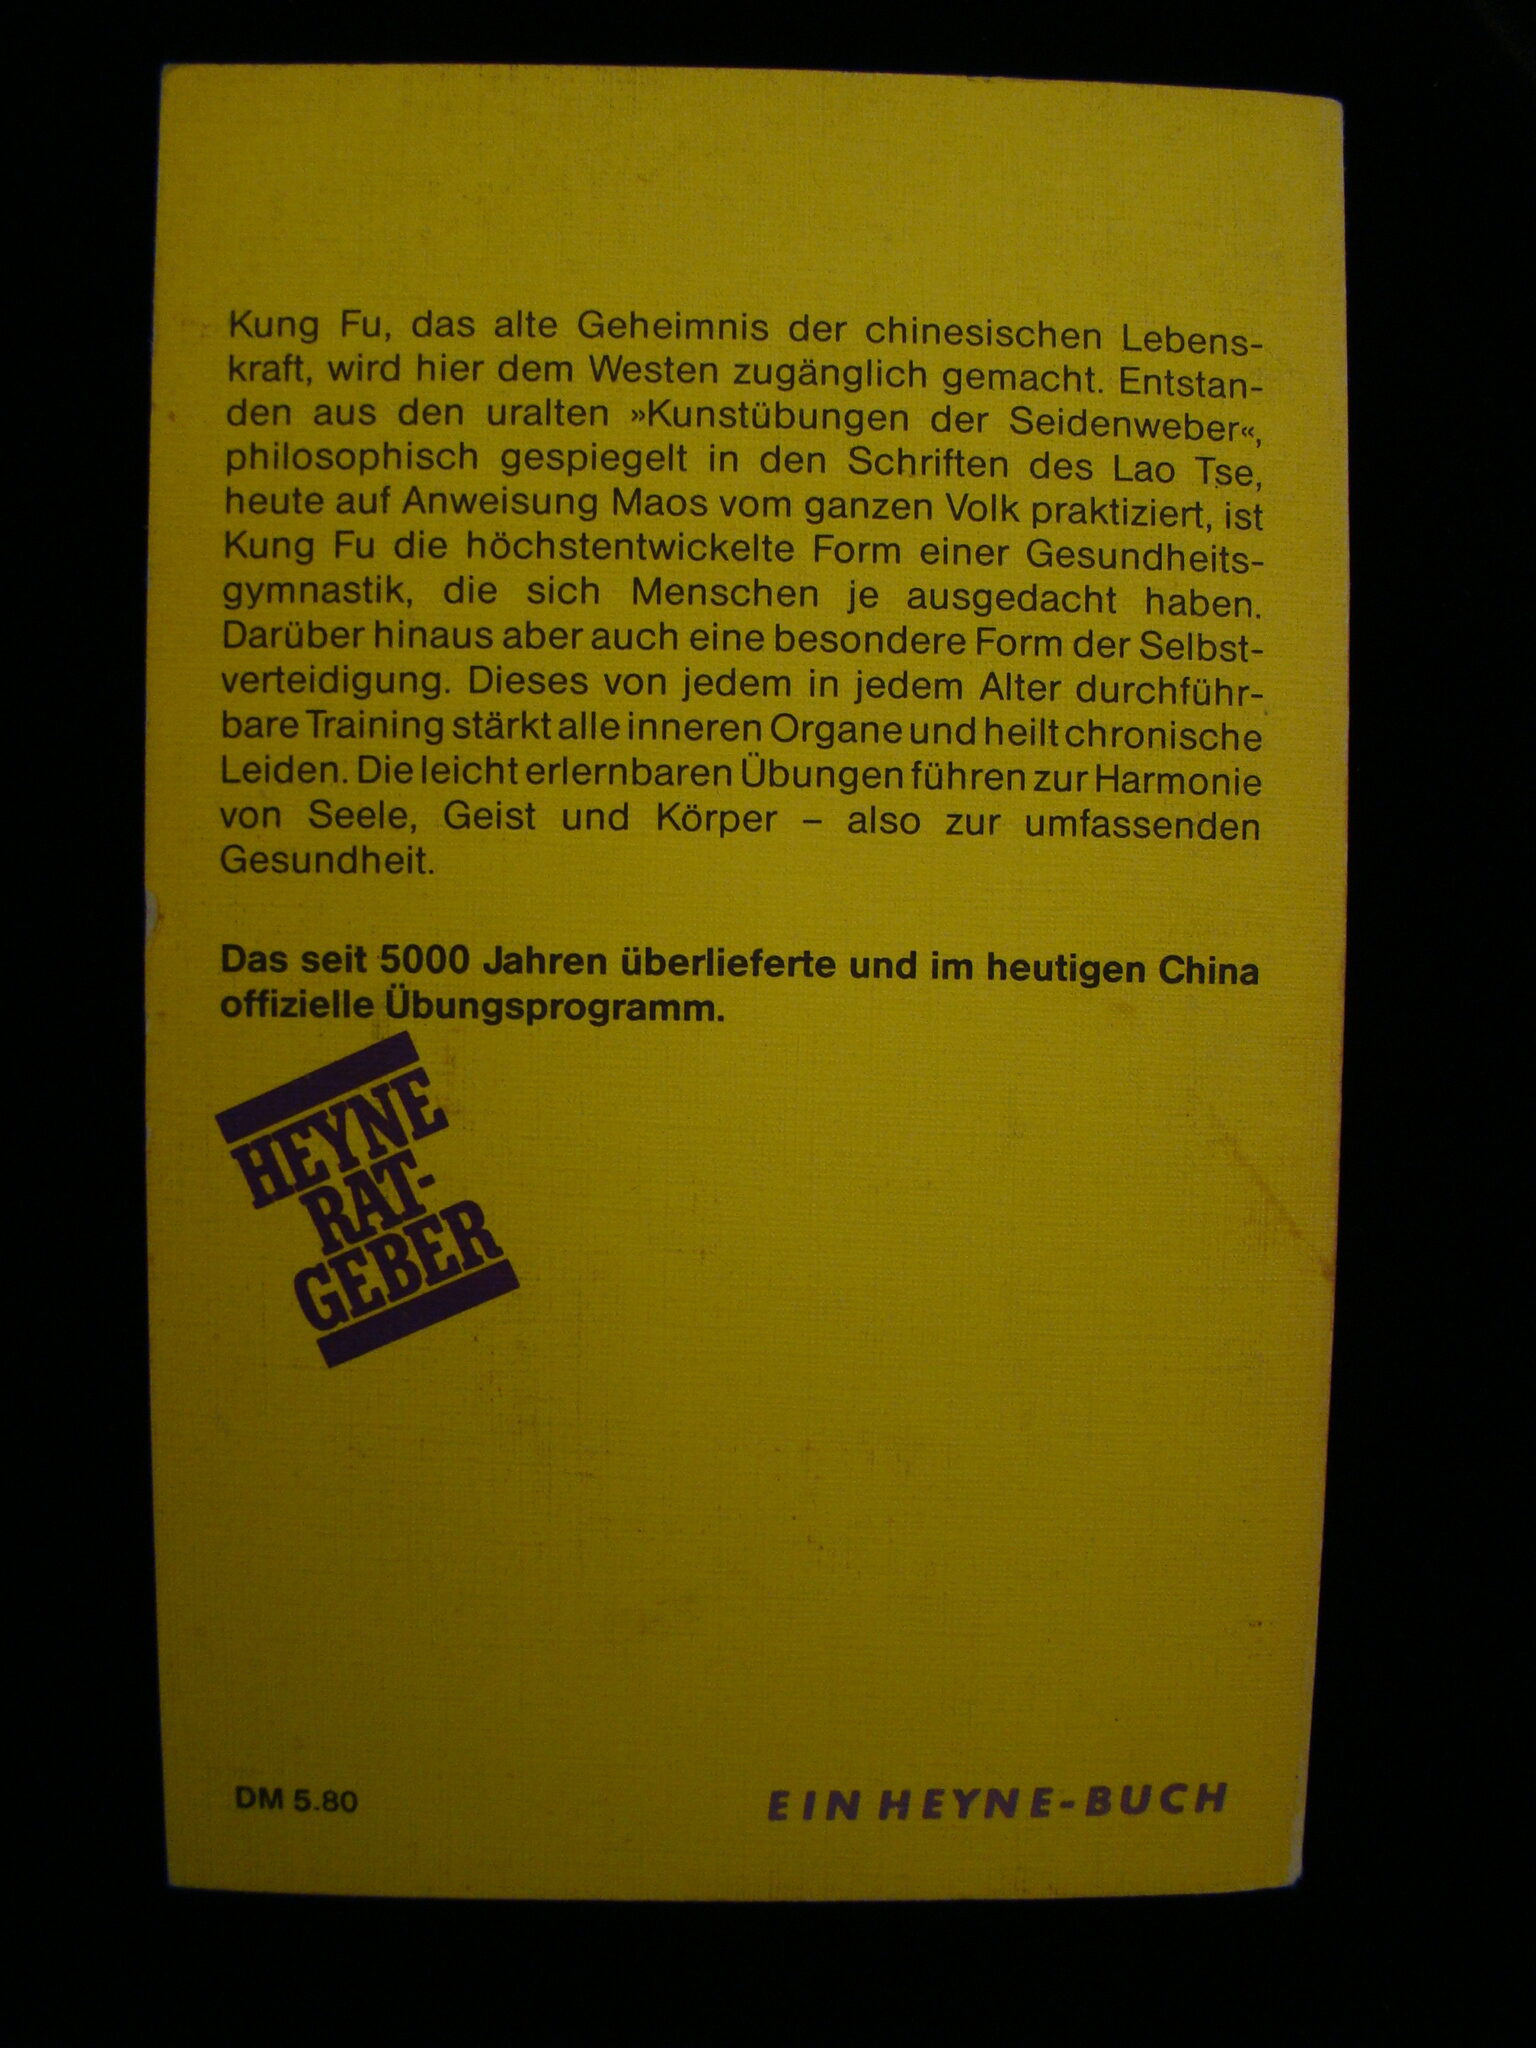 Kung Fu, das alte Geheimnis der chinesischen Lebens-
kraft, wird hier dem Westen zugänglich gemacht. Entstan-
den aus den uralten »Kunstübungen der Seidenweber«,
philosophisch gespiegelt in den Schriften des Lao Tse,
heute auf Anweisung Maos vom ganzen Volk praktiziert, ist
Kung Fu die höchstentwickelte Form einer Gesundheits-
gymnastik, die sich Menschen je ausgedacht haben.
Darüber hinaus aber auch eine besondere Form der Selbst-
verteidigung. Dieses von jedem in jedem Alter durchführ-
bare Training stärkt alle inneren Organe und heilt chronische
Leiden. Die leicht erlernbaren Übungen führen zur Harmonie
von Seele, Geist und Körper – also zur umfassenden
Gesundheit.
Das seit 5000 Jahren überlieferte und im heutigen China
offizielle Übungsprogramm.
HEYNE
RAT-
GEBER
DM 5.80
EIN HEYNE-BUCH